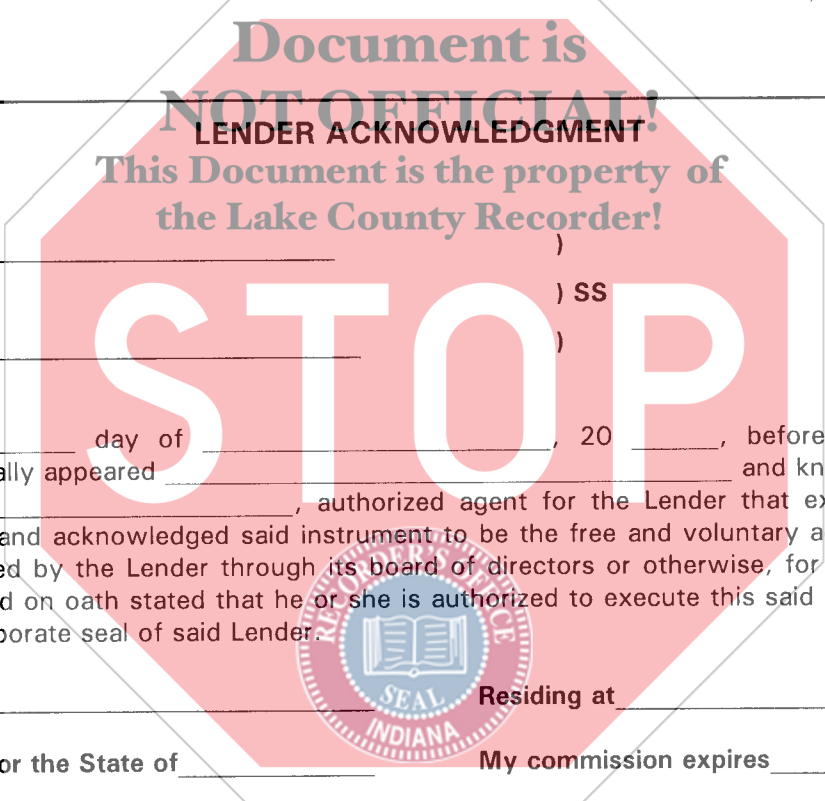 Document is
NOT OFFICIAL!
LENDER ACKNOWLEDGMENT
This Document is the property of
the Lake County Recorder!
)
) SS
)
STOP
day of , 20 , before
ally appeared and kn
, authorized agent for the Lender that ex
and acknowledged said instrument to be the free and voluntary a
ed by the Lender through its board of directors or otherwise, for
d on oath stated that he or she is authorized to execute this said
porate seal of said Lender.
RECORDER'S OFFICE
SEAL
INDIANA
Residing at
or the State of My commission expires